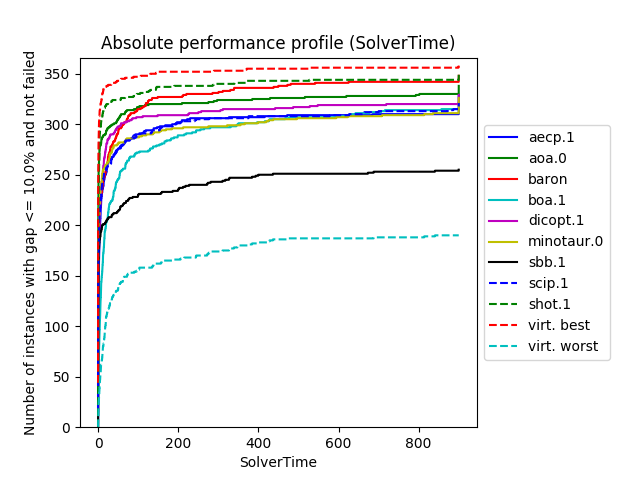 Absolute performance profile (SolverTime)
Number of instances with gap <= 10.0% and not failed
350
300
250
200
150
100
50
0
0 200 400 600 800
SolverTime
aecp.1
aoa.0
baron
boa.1
dicopt.1
minotaur.0
sbb.1
scip.1
shot.1
virt. best
virt. worst